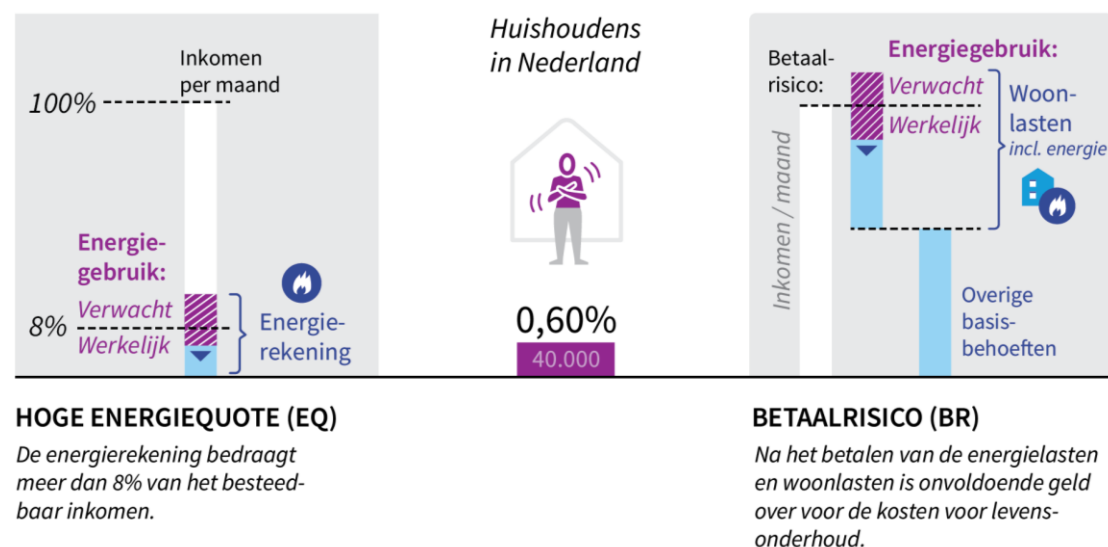 Inkomen
per maand
100%
Energie-
gebruik:
Verwacht
8%
Werkelijk
Energie-
rekening
HOGE ENERGIEQUOTE (EQ)
De energierekening bedraagt
meer dan 8% van het besteed-
baar inkomen.
Huishoudens
in Nederland
0,60%
40.000
Betaal-
risico:
Energiegebruik:
Verwacht
Werkelijk
Woon-
lasten
incl. energie
Inkomen / maand
Overige
basis-
behoeften
BETAALRISICO (BR)
Na het betalen van de energielasten
en woonlasten is onvoldoende geld
over voor de kosten voor levens-
onderhoud.